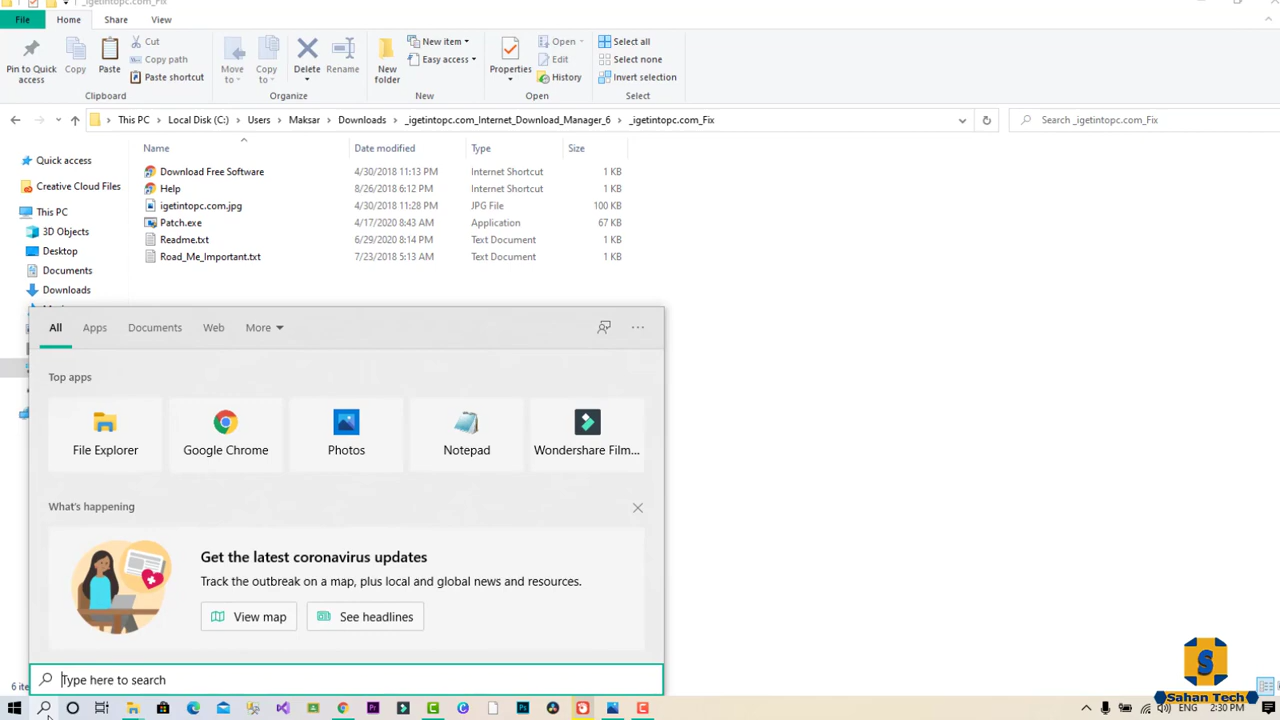 _igetintopc.com_Fix
File Home Share View
Pin to Quick access
Copy
Paste
Cut
Copy path
Paste shortcut
Move to
Copy to
Delete
Rename
New folder
New item
Easy access
Properties
Open
Edit
History
Select all
Select none
Invert selection
Clipboard Organize New Open Select
This PC Local Disk (C:) Users Maksar Downloads _igetintopc.com_Internet_Download_Manager_6 _igetintopc.com_Fix
Search _igetintopc.com_Fix
Name Date modified Type Size
Download Free Software 4/30/2018 11:13 PM Internet Shortcut 1 KB
Help 8/26/2018 6:12 PM Internet Shortcut 1 KB
igetintopc.com.jpg 4/30/2018 11:28 PM JPG File 100 KB
Patch.exe 4/17/2020 8:43 AM Application 67 KB
Readme.txt 6/29/2020 8:14 PM Text Document 1 KB
Road_Me_Important.txt 7/23/2018 5:13 AM Text Document 1 KB
Quick access
Creative Cloud Files
This PC
3D Objects
Desktop
Documents
Downloads
All Apps Documents Web More
Top apps
File Explorer
Google Chrome
Photos
Notepad
Wondershare Film...
What's happening
Get the latest coronavirus updates
Track the outbreak on a map, plus local and global news and resources.
View map
See headlines
Type here to search
S
Sahan Tech
ENG 2:30 PM